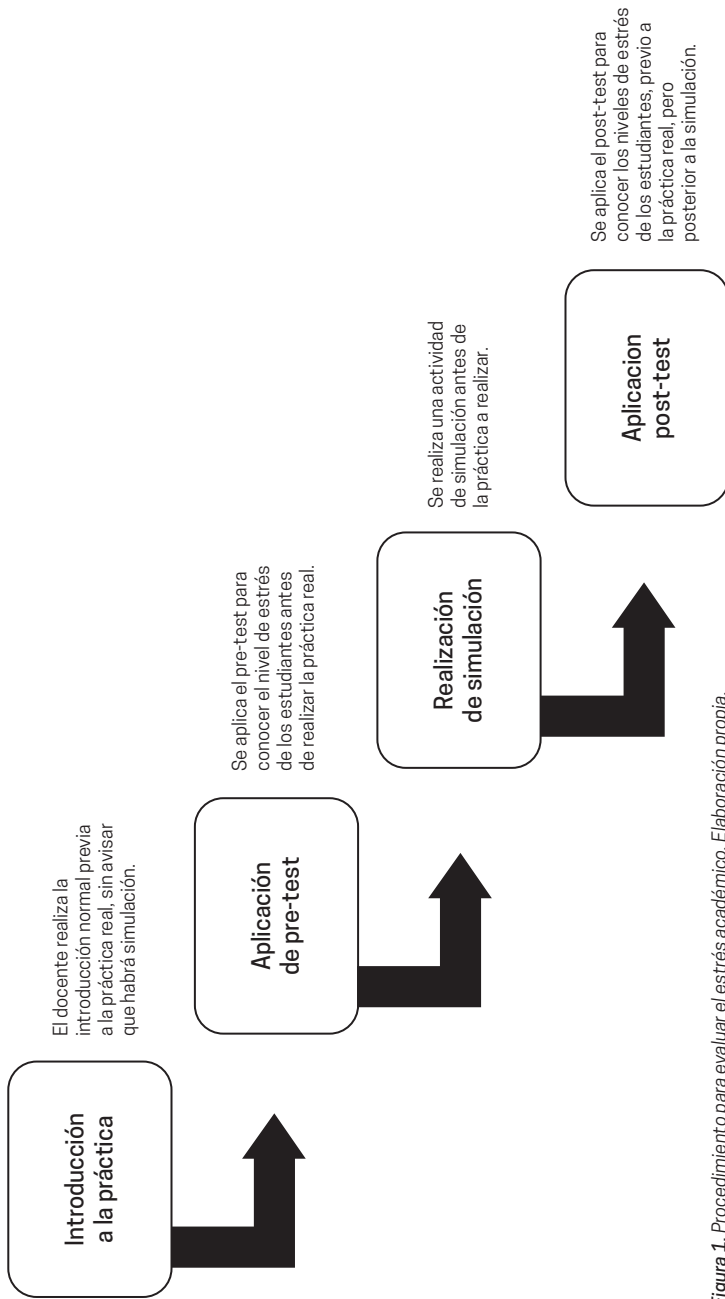 Introducción
a la práctica
El docente realiza la
introducción normal previa
a la práctica real, sin avisar
que habrá simulación.
Aplicación
de pre-test
Se aplica el pre-test para
conocer el nivel de estrés
de los estudiantes antes
de realizar la práctica real.
Realización
de simulación
Se realiza una actividad
de simulación antes de
la práctica a realizar.
Aplicacion
post-test
Se aplica el post-test para
conocer los niveles de estrés
de los estudiantes, previo a
la práctica real, pero
posterior a la simulación.
Figura 1. Procedimiento para evaluar el estrés académico. Elaboración propia.